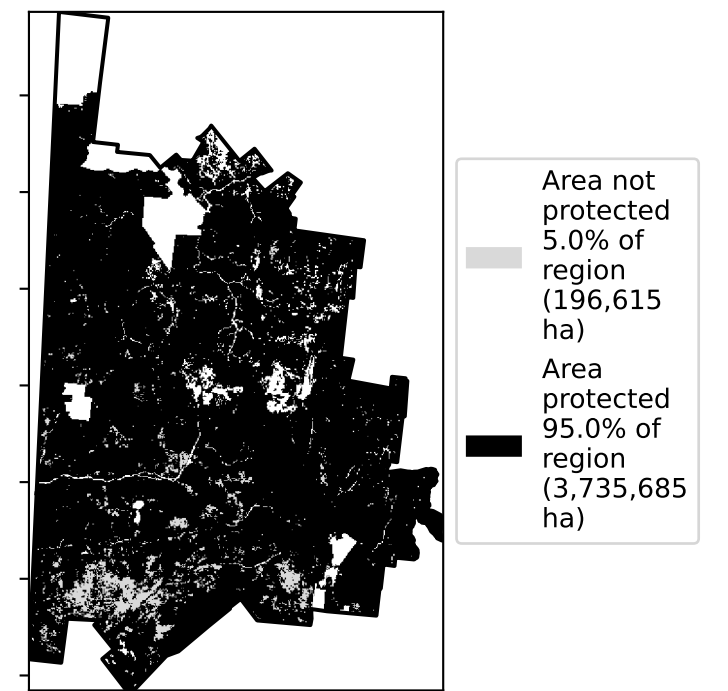 Area not
protected
5.0% of
region
(196,615
ha)
Area
protected
95.0% of
region
(3,735,685
ha)